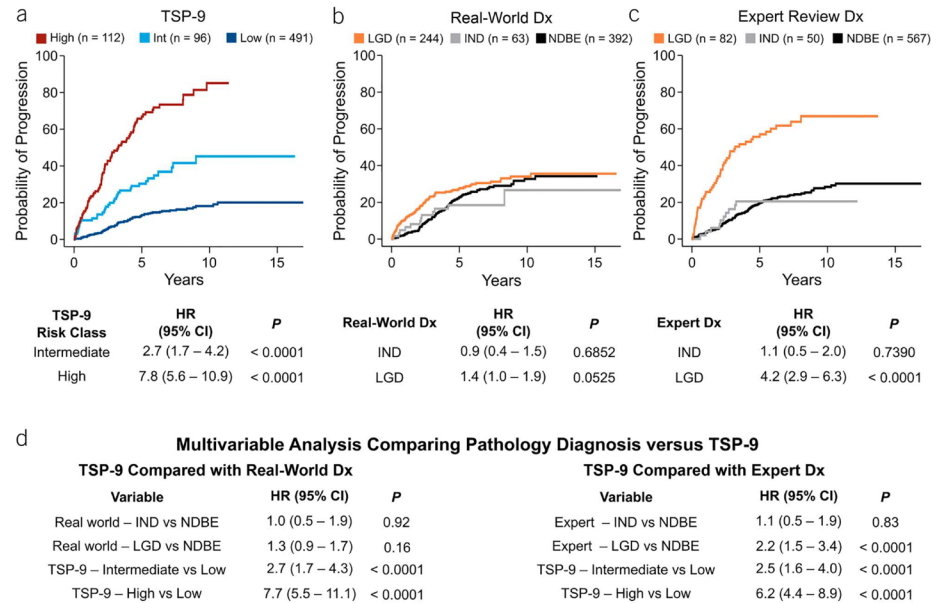 a
TSP-9
High (n = 112) Int (n = 96) Low (n = 491)
Probability of Progression
100
80
60
40
20
0
0 5 10 15
Years
b
Real-World Dx
LGD (n = 244) IND (n = 63) NDBE (n = 392)
Probability of Progression
100
80
60
40
20
0
0 5 10 15
Years
c
Expert Review Dx
LGD (n = 82) IND (n = 50) NDBE (n = 567)
Probability of Progression
100
80
60
40
20
0
0 5 10 15
Years
TSP-9
Risk Class
HR
(95% CI)
P
Intermediate 2.7 (1.7 – 4.2) < 0.0001
High 7.8 (5.6 – 10.9) < 0.0001
Real-World Dx
HR
(95% CI)
P
IND 0.9 (0.4 – 1.5) 0.6852
LGD 1.4 (1.0 – 1.9) 0.0525
Expert Dx
HR
(95% CI)
P
IND 1.1 (0.5 – 2.0) 0.7390
LGD 4.2 (2.9 – 6.3) < 0.0001
d
Multivariable Analysis Comparing Pathology Diagnosis versus TSP-9
TSP-9 Compared with Real-World Dx
Variable HR (95% CI) P
Real world – IND vs NDBE 1.0 (0.5 – 1.9) 0.92
Real world – LGD vs NDBE 1.3 (0.9 – 1.7) 0.16
TSP-9 – Intermediate vs Low 2.7 (1.7 – 4.3) < 0.0001
TSP-9 – High vs Low 7.7 (5.5 – 11.1) < 0.0001
TSP-9 Compared with Expert Dx
Variable HR (95% CI) P
Expert – IND vs NDBE 1.1 (0.5 – 1.9) 0.83
Expert – LGD vs NDBE 2.2 (1.5 – 3.4) < 0.0001
TSP-9 – Intermediate vs Low 2.5 (1.6 – 4.0) < 0.0001
TSP-9 – High vs Low 6.2 (4.4 – 8.9) < 0.0001